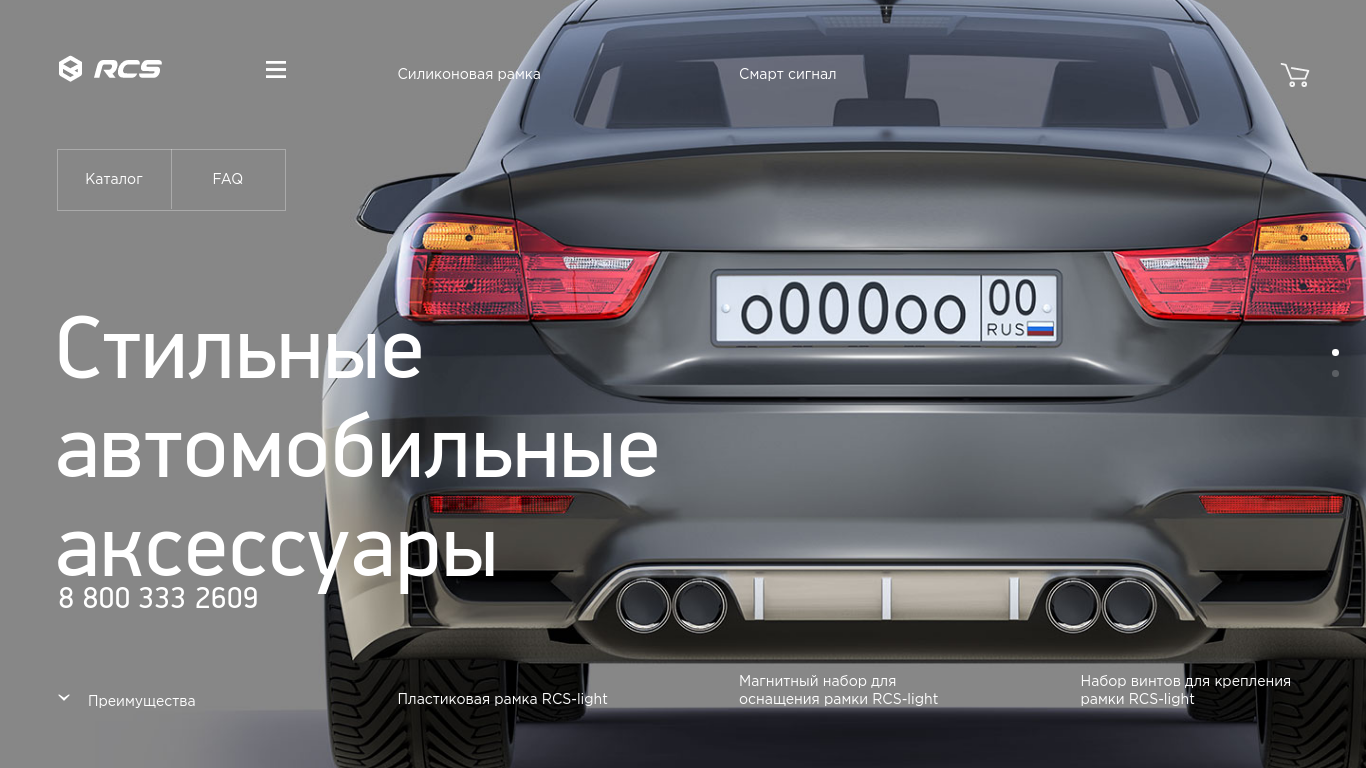 RCS
Силиконовая рамка
Смарт сигнал
Каталог
FAQ
о000оо
00
RUS
Стильные
автомобильные
аксессуары
8 800 333 2609
Преимущества
Пластиковая рамка RCS-light
Магнитный набор для
оснащения рамки RCS-light
Набор винтов для крепления
рамки RCS-light